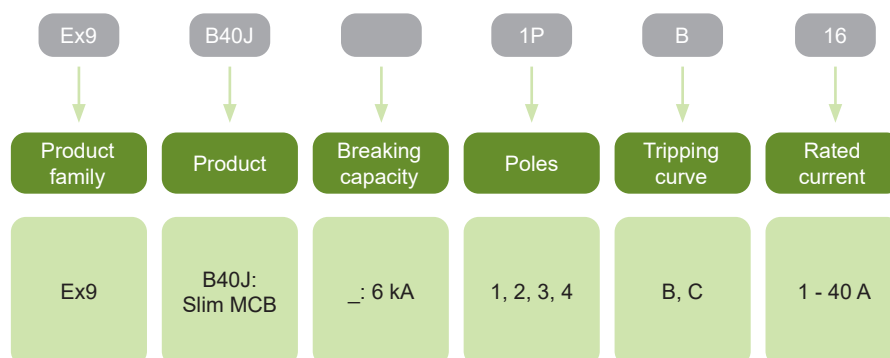 Ex9
B40J
1P
B
16
Product
family
Product
Breaking
capacity
Poles
Tripping
curve
Rated
current
Ex9
B40J:
Slim MCB
_: 6 kA
1, 2, 3, 4
B, C
1 - 40 A